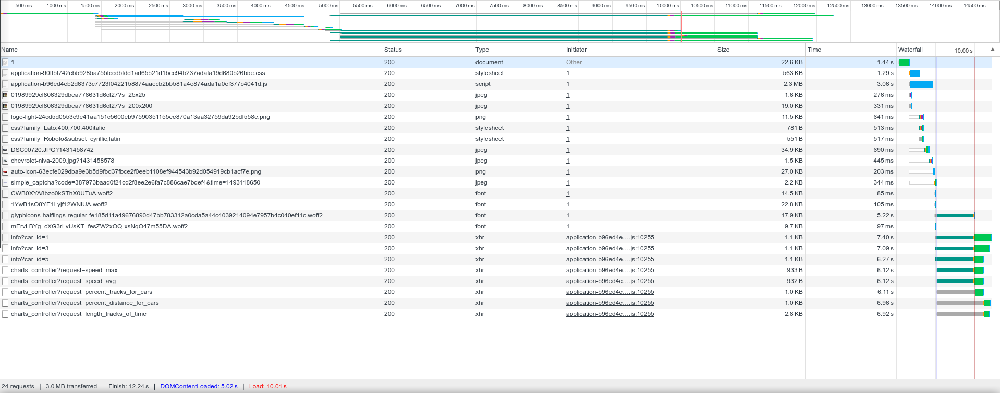 500 ms 1000 ms 1500 ms 2000 ms 2500 ms 3000 ms 3500 ms 4000 ms 4500 ms 5000 ms 5500 ms 6000 ms 6500 ms 7000 ms 7500 ms 8000 ms 8500 ms 9000 ms 9500 ms 10000 ms 10500 ms 11000 ms 11500 ms 12000 ms 12500 ms 13000 ms 13500 ms 14000 ms 14500 ms
Name Status Type Initiator Size Time Waterfall 10.00 s ▲
1 200 document Other 22.6 KB 1.44 s
application-90ffbf742eb59285a755fccdbfdd1ad65b21d1bec94b237adafa19d680b26b5e.css 200 stylesheet 1 563 KB 1.29 s
application-b96ed4eb2d6373c7723f0422158874aaecb2bb581a4e874ada1a0ef377c4041d.js 200 script 1 2.3 MB 3.06 s
01989929cf806329dbea776631d6cf27?s=25x25 200 jpeg 1 1.6 KB 276 ms
01989929cf806329dbea776631d6cf27?s=200x200 200 jpeg 1 19.0 KB 331 ms
logo-light-24cd5d0553c9e41aa151c5600eb97590351155ee870a13aa32759da92bdf558e.png 200 png 1 11.5 KB 641 ms
css?family=Lato:400,700,400italic 200 stylesheet 1 781 B 513 ms
css?family=Roboto&subset=cyrillic,latin 200 stylesheet 1 551 B 517 ms
DSC00720.JPG?1431458742 200 jpeg 1 34.9 KB 690 ms
chevrolet-niva-2009.jpg?1431458578 200 jpeg 1 1.5 KB 445 ms
auto-icon-63ecfe029dba9e3b5d9fbd37fbce2f0eeb1108ef944543b92d054919cb1acf7e.png 200 png 1 27.0 KB 203 ms
simple_captcha?code=387973baad0f24cd2f8ee2e6fa7c886cae7bdef4&time=1493118650 200 jpeg 1 2.2 KB 344 ms
CWB0XYA8bzo0kSThX0UTuA.woff2 200 font 1 14.5 KB 85 ms
1YwB1sO8YE1Lyjf12WNiUA.woff2 200 font 1 22.8 KB 105 ms
glyphicons-halflings-regular-fe185d11a49676890d47bb783312a0cda5a44c4039214094e7957b4c040ef11c.woff2 200 font 1 17.9 KB 5.22 s
mErvLBYg_cXG3rLvUsKT_fesZW2xOQ-xsNqO47m55DA.woff2 200 font 1 9.7 KB 97 ms
info?car_id=1 200 xhr application-b96ed4e….js:10255 1.1 KB 7.40 s
info?car_id=3 200 xhr application-b96ed4e….js:10255 1.1 KB 7.09 s
info?car_id=5 200 xhr application-b96ed4e….js:10255 1.1 KB 6.27 s
charts_controller?request=speed_max 200 xhr application-b96ed4e….js:10255 933 B 6.12 s
charts_controller?request=speed_avg 200 xhr application-b96ed4e….js:10255 932 B 6.12 s
charts_controller?request=percent_tracks_for_cars 200 xhr application-b96ed4e….js:10255 1.0 KB 6.11 s
charts_controller?request=percent_distance_for_cars 200 xhr application-b96ed4e….js:10255 1.0 KB 6.96 s
charts_controller?request=length_tracks_of_time 200 xhr application-b96ed4e….js:10255 2.8 KB 6.92 s
24 requests | 3.0 MB transferred | Finish: 12.24 s | DOMContentLoaded: 5.02 s | Load: 10.01 s